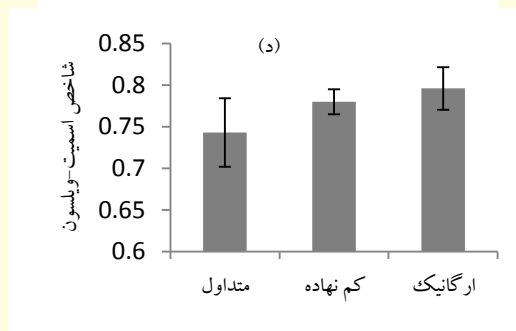 (د)
شاخص اسمیت-ویلسون
0.85
0.8
0.75
0.7
0.65
0.6
متداول
کم نهاده
ارگانیک